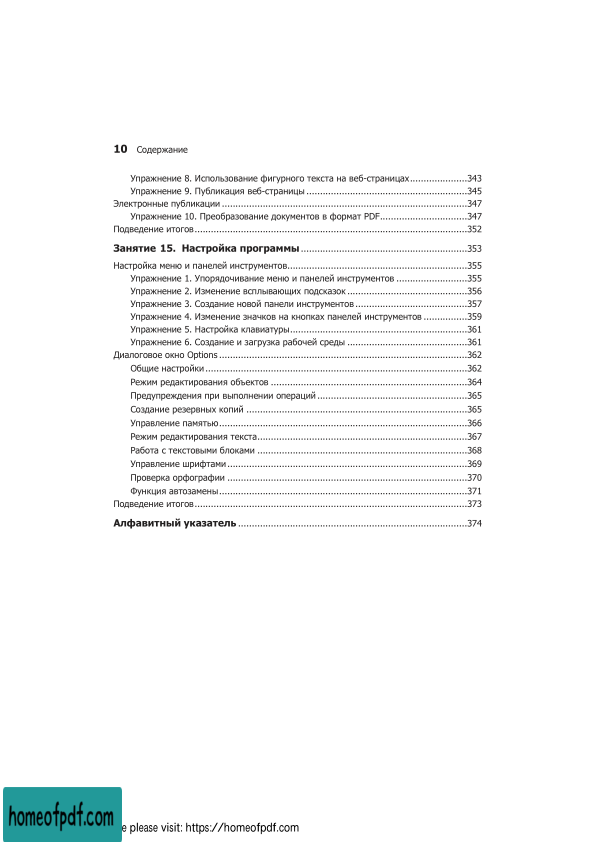 10 Содержание
Упражнение 8. Использование фигурного текста на веб-страницах.....................343
Упражнение 9. Публикация веб-страницы ............................................................345
Электронные публикации ............................................................................................347
Упражнение 10. Преобразование документов в формат PDF................................347
Подведение итогов......................................................................................................352
Занятие 15. Настройка программы..............................................................353
Настройка меню и панелей инструментов...................................................................355
Упражнение 1. Упорядочивание меню и панелей инструментов ..........................355
Упражнение 2. Изменение всплывающих подсказок .............................................356
Упражнение 3. Создание новой панели инструментов ..........................................357
Упражнение 4. Изменение значков на кнопках панелей инструментов ................359
Упражнение 5. Настройка клавиатуры..................................................................361
Упражнение 6. Создание и загрузка рабочей среды .............................................361
Диалоговое окно Options .............................................................................................362
Общие настройки..................................................................................................362
Режим редактирования объектов .........................................................................364
Предупреждения при выполнении операций ........................................................365
Создание резервных копий ..................................................................................365
Управление памятью.............................................................................................366
Режим редактирования текста..............................................................................367
Работа с текстовыми блоками ..............................................................................368
Управление шрифтами..........................................................................................369
Проверка орфографии ..........................................................................................370
Функция автозамены.............................................................................................371
Подведение итогов......................................................................................................373
Алфавитный указатель .....................................................................................374
homeofpdf.com
e please visit: https://homeofpdf.com